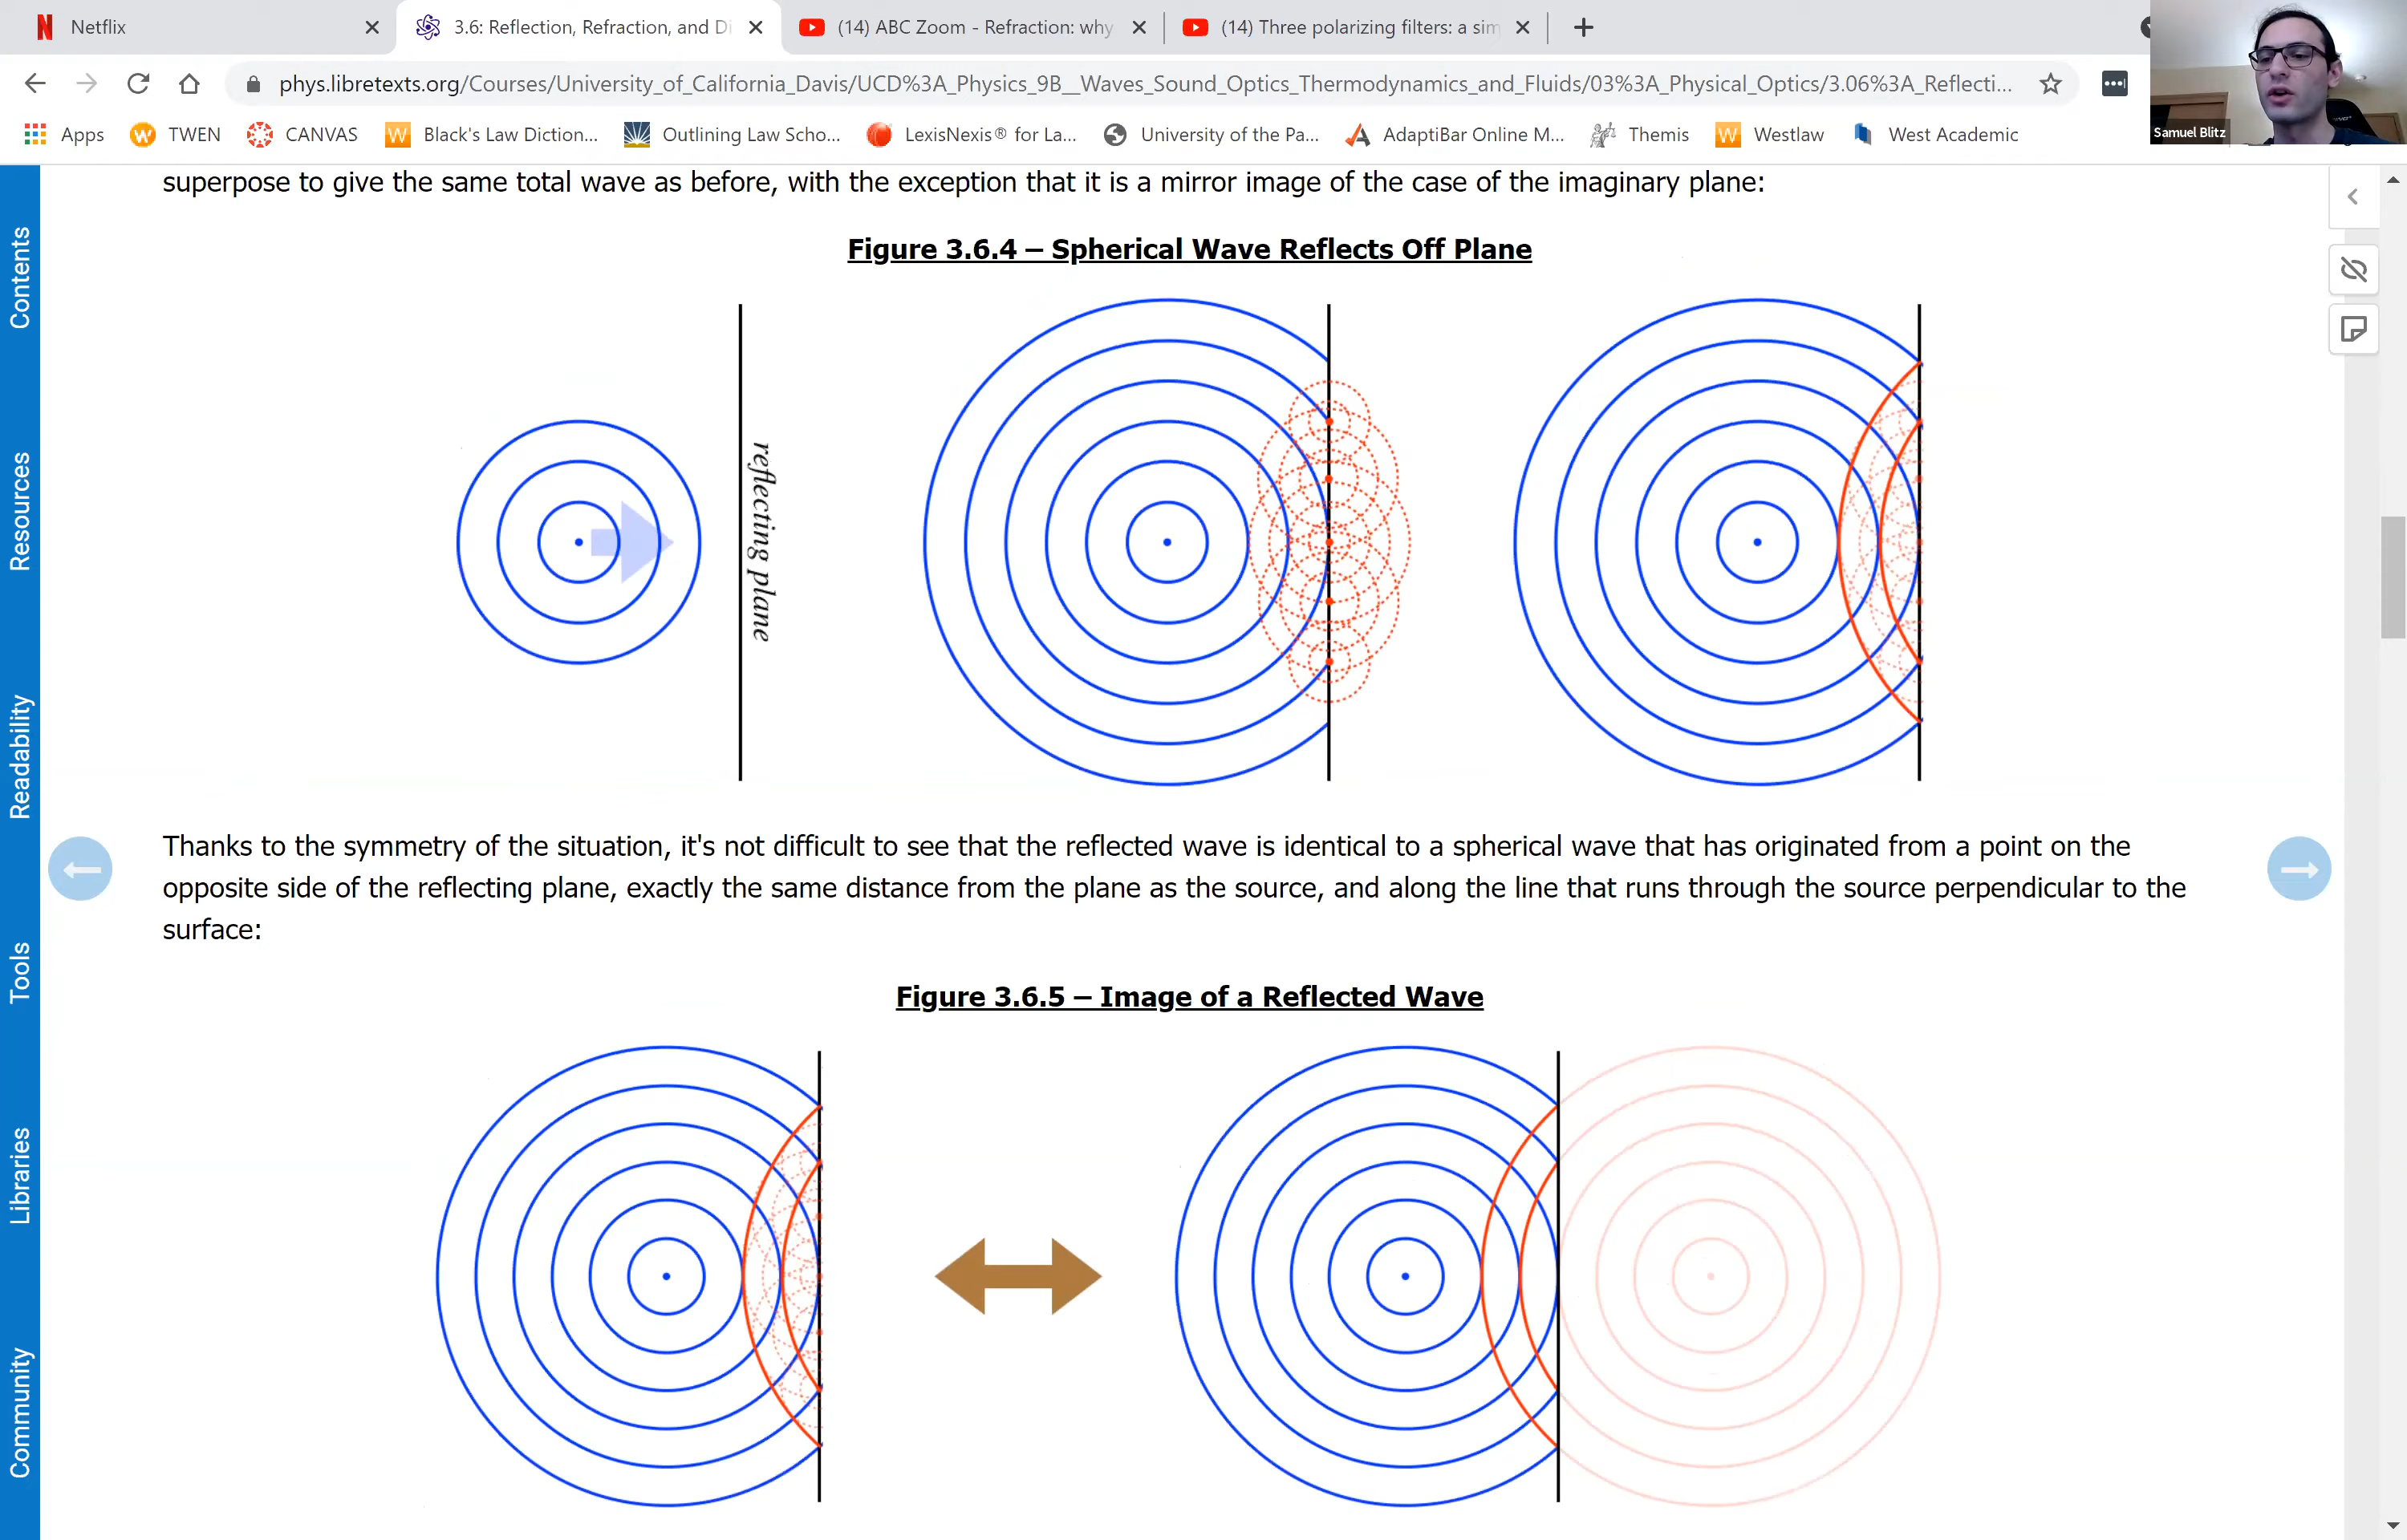 Netflix
3.6: Reflection, Refraction, and Di
(14) ABC Zoom - Refraction: why
(14) Three polarizing filters: a sim
phys.libretexts.org/Courses/University_of_California_Davis/UCD%3A_Physics_9B__Waves_Sound_Optics_Thermodynamics_and_Fluids/03%3A_Physical_Optics/3.06%3A_Reflecti...
Apps TWEN CANVAS Black's Law Diction... Outlining Law Scho... LexisNexis® for La... University of the Pa... AdaptiBar Online M... Themis Westlaw West Academic
Samuel Blitz
Contents
Resources
Readability
Tools
Libraries
Community
superpose to give the same total wave as before, with the exception that it is a mirror image of the case of the imaginary plane:
Figure 3.6.4 – Spherical Wave Reflects Off Plane
reflecting plane
Thanks to the symmetry of the situation, it's not difficult to see that the reflected wave is identical to a spherical wave that has originated from a point on the
opposite side of the reflecting plane, exactly the same distance from the plane as the source, and along the line that runs through the source perpendicular to the
surface:
Figure 3.6.5 – Image of a Reflected Wave